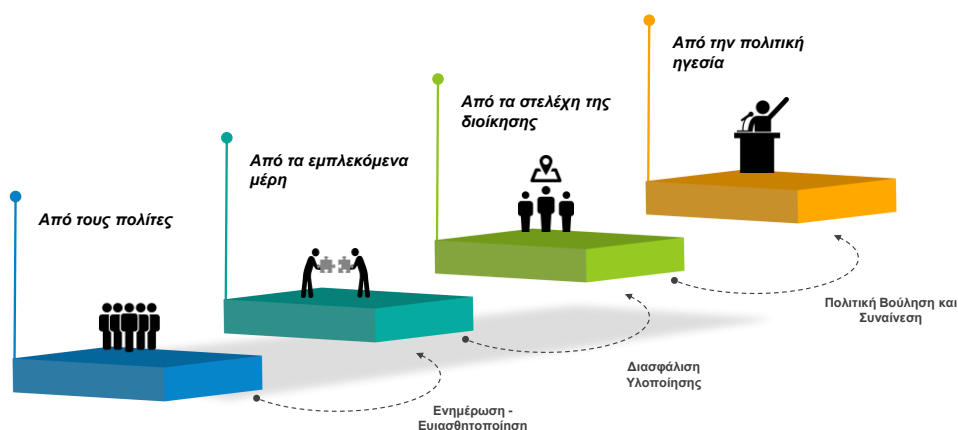 Από την πολιτική
ηγεσία
Από τα στελέχη της
διοίκησης
Από τα εμπλεκόμενα
μέρη
Από τους πολίτες
Πολιτική Βούληση και
Συναίνεση
Διασφάλιση
Υλοποίησης
Ενημέρωση -
Ευιασθητοποίηση